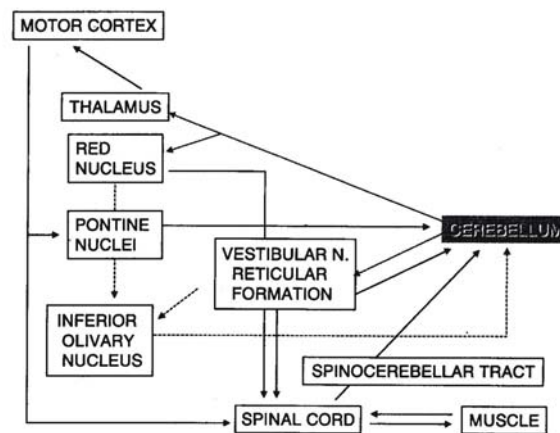 MOTOR CORTEX
THALAMUS
RED
NUCLEUS
PONTINE
NUCLEI
CEREBELLUM
VESTIBULAR N.
RETICULAR
FORMATION
INFERIOR
OLIVARY
NUCLEUS
SPINOCEREBELLAR TRACT
SPINAL CORD
MUSCLE